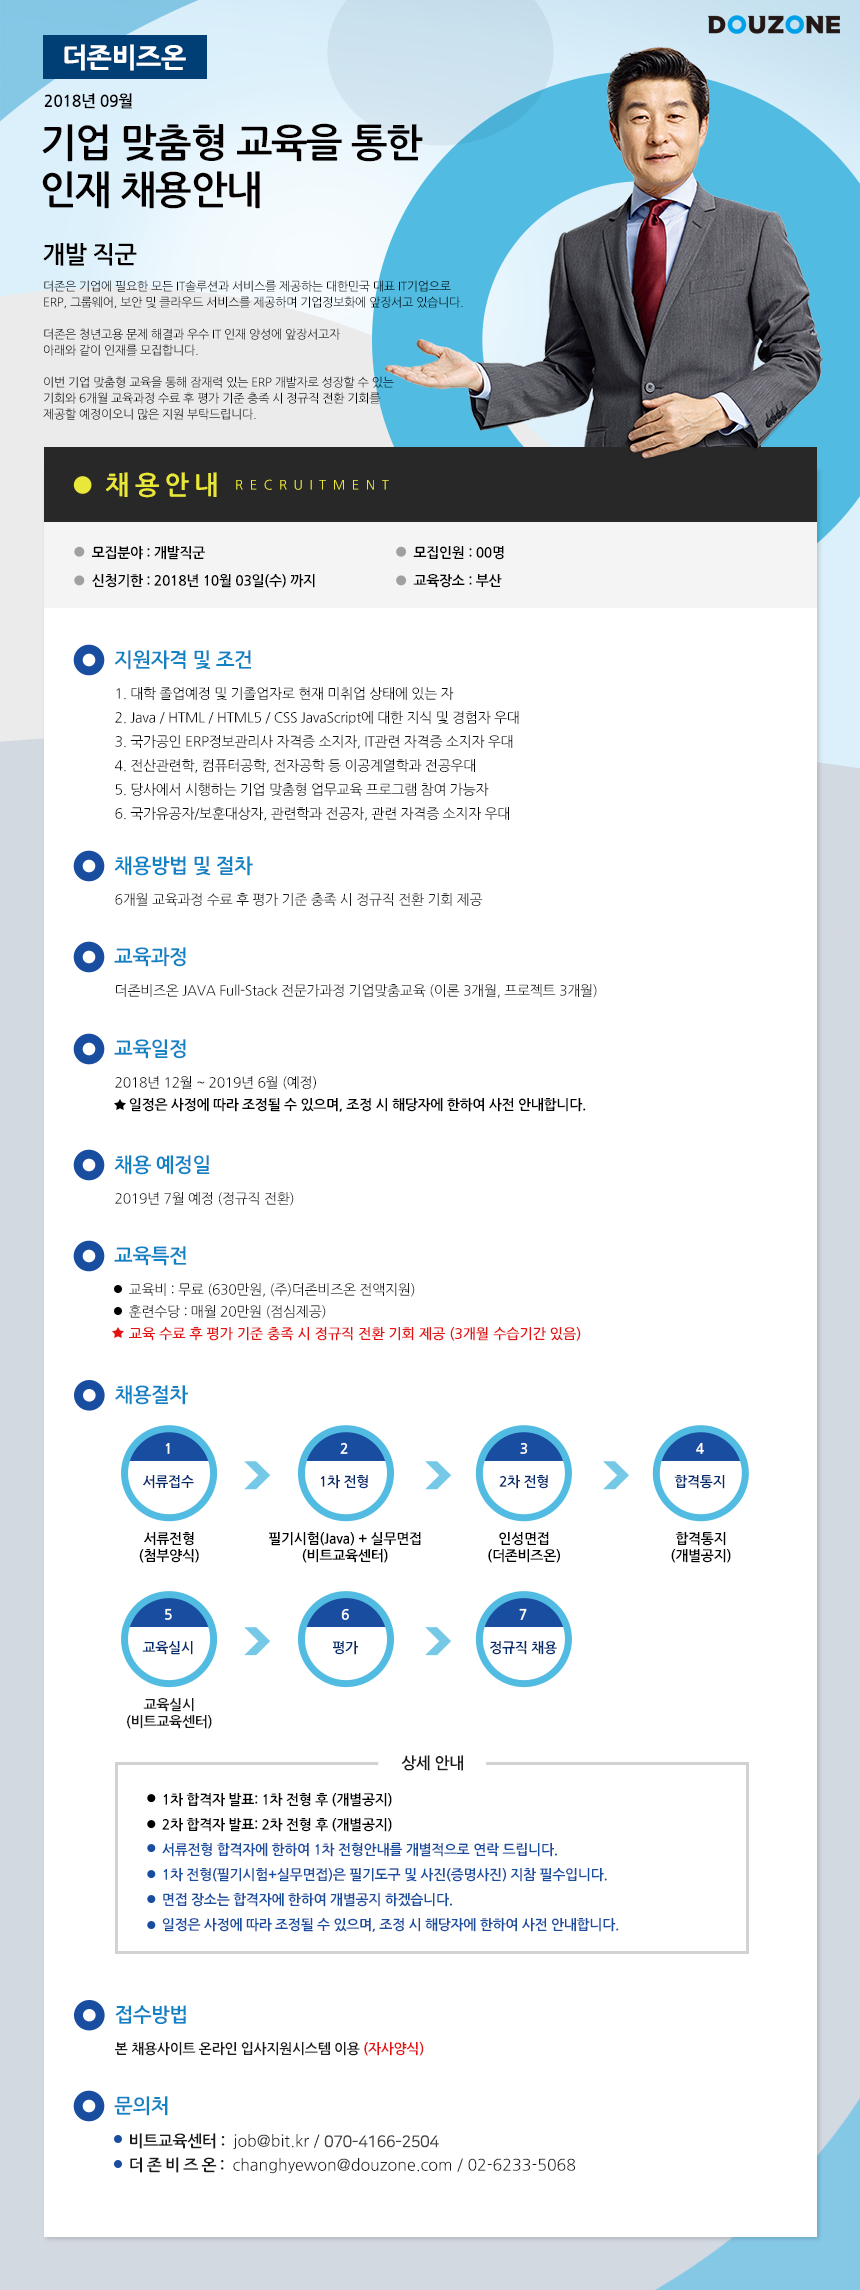 DOUZONE
더존비즈온
2018년 09월
기업 맞춤형 교육을 통한
인재 채용안내
개발 직군
더존은 기업에 필요한 모든 IT솔루션과 서비스를 제공하는 대한민국 대표 IT기업으로
ERP, 그룹웨어, 보안 및 클라우드 서비스를 제공하며 기업정보화에 앞장서고 있습니다.
더존은 청년고용 문제 해결과 우수 IT 인재 양성에 앞장서고자
아래와 같이 인재를 모집합니다.
이번 기업 맞춤형 교육을 통해 잠재력 있는 ERP 개발자로 성장할 수 있는
기회와 6개월 교육과정 수료 후 평가 기준 충족 시 정규직 전환 기회를
제공할 예정이오니 많은 지원 부탁드립니다.
채용안내 RECRUITMENT
모집분야 : 개발직군
모집인원 : 00명
신청기한 : 2018년 10월 03일(수) 까지
교육장소 : 부산
지원자격 및 조건
1. 대학 졸업예정 및 기졸업자로 현재 미취업 상태에 있는 자
2. Java / HTML / HTML5 / CSS JavaScript에 대한 지식 및 경험자 우대
3. 국가공인 ERP정보관리사 자격증 소지자, IT관련 자격증 소지자 우대
4. 전산관련학, 컴퓨터공학, 전자공학 등 이공계열학과 전공우대
5. 당사에서 시행하는 기업 맞춤형 업무교육 프로그램 참여 가능자
6. 국가유공자/보훈대상자, 관련학과 전공자, 관련 자격증 소지자 우대
채용방법 및 절차
6개월 교육과정 수료 후 평가 기준 충족 시 정규직 전환 기회 제공
교육과정
더존비즈온 JAVA Full-Stack 전문가과정 기업맞춤교육 (이론 3개월, 프로젝트 3개월)
교육일정
2018년 12월 ~ 2019년 6월 (예정)
★ 일정은 사정에 따라 조정될 수 있으며, 조정 시 해당자에 한하여 사전 안내합니다.
채용 예정일
2019년 7월 예정 (정규직 전환)
교육특전
● 교육비 : 무료 (630만원, (주)더존비즈온 전액지원)
● 훈련수당 : 매월 20만원 (점심제공)
★ 교육 수료 후 평가 기준 충족 시 정규직 전환 기회 제공 (3개월 수습기간 있음)
채용절차
1
서류접수
서류전형
(첨부양식)
2
1차 전형
필기시험(Java) + 실무면접
(비트교육센터)
3
2차 전형
인성면접
(더존비즈온)
4
합격통지
합격통지
(개별공지)
5
교육실시
교육실시
(비트교육센터)
6
평가
7
정규직 채용
상세 안내
● 1차 합격자 발표: 1차 전형 후 (개별공지)
● 2차 합격자 발표: 2차 전형 후 (개별공지)
● 서류전형 합격자에 한하여 1차 전형안내를 개별적으로 연락 드립니다.
● 1차 전형(필기시험+실무면접)은 필기도구 및 사진(증명사진) 지참 필수입니다.
● 면접 장소는 합격자에 한하여 개별공지 하겠습니다.
● 일정은 사정에 따라 조정될 수 있으며, 조정 시 해당자에 한하여 사전 안내합니다.
접수방법
본 채용사이트 온라인 입사지원시스템 이용 (자사양식)
문의처
● 비트교육센터 : job@bit.kr / 070-4166-2504
● 더 존 비 즈 온 : changhyewon@douzone.com / 02-6233-5068